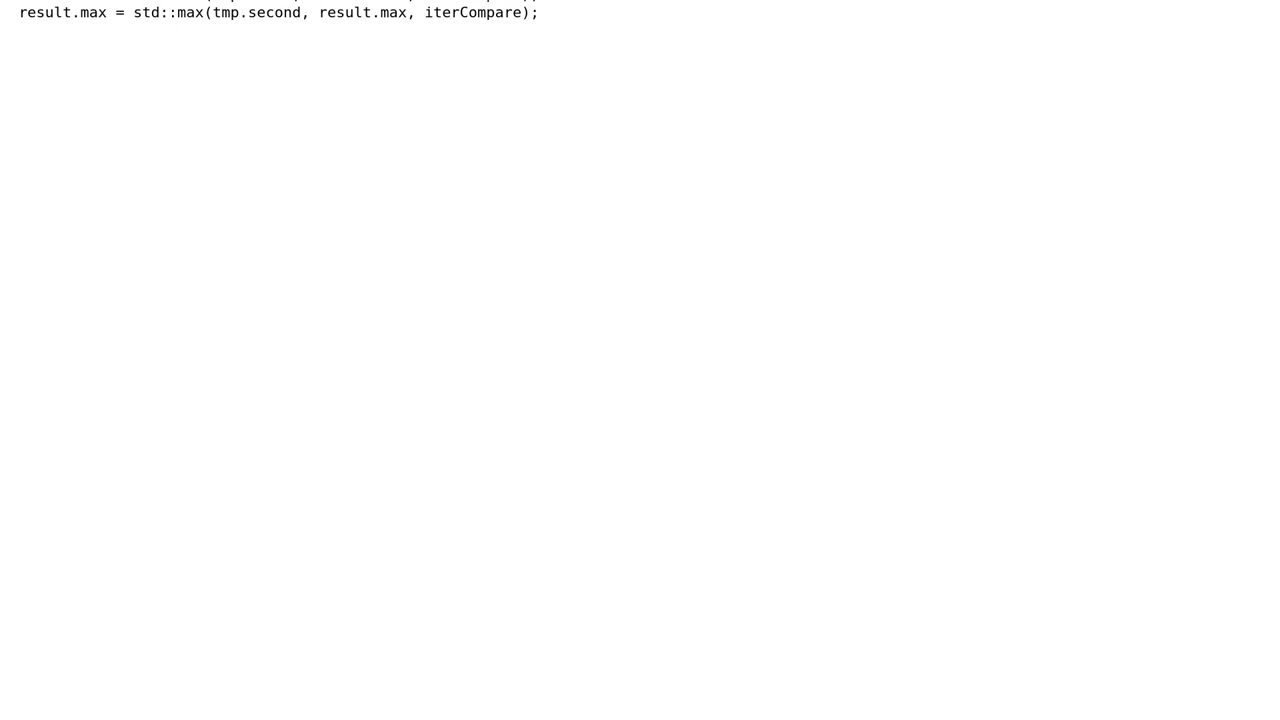 result.max = std::max(tmp.second, result.max, iterCompare);